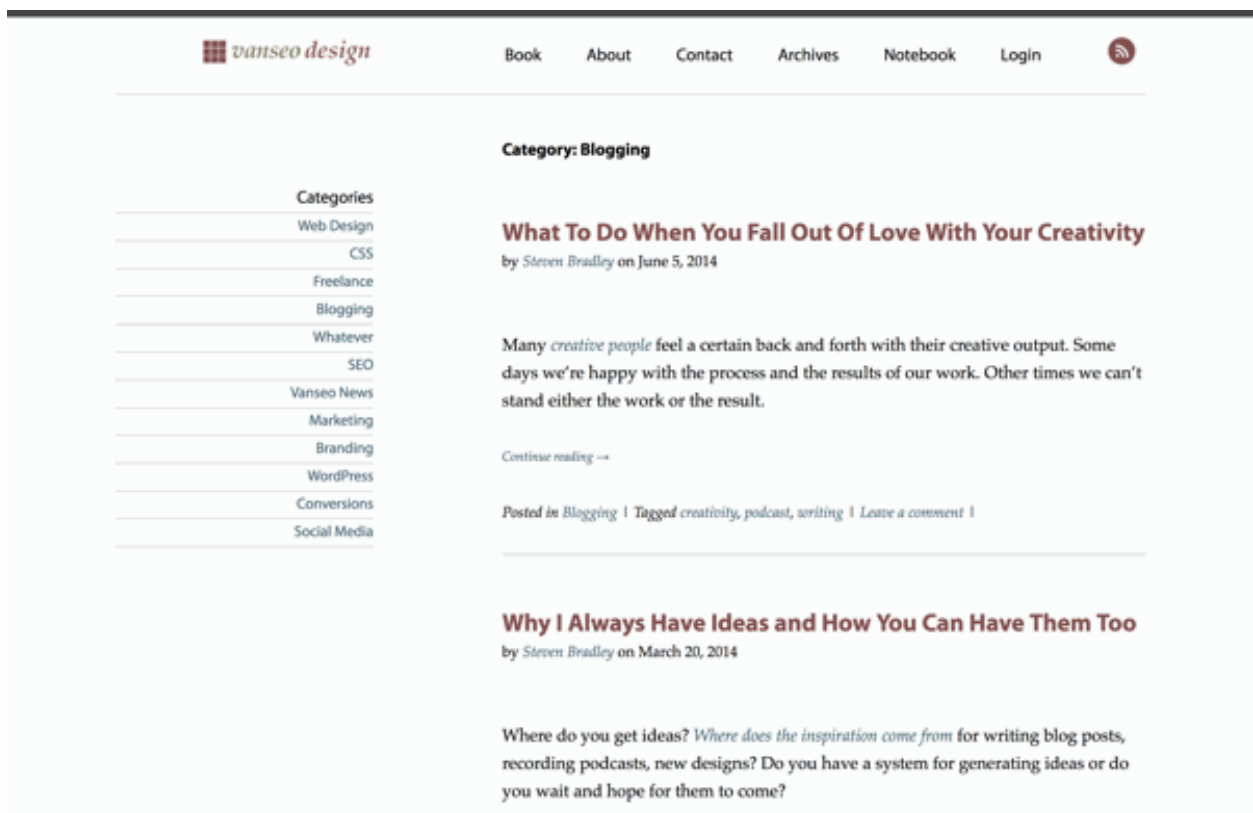 vanseo design
Book About Contact Archives Notebook Login
Category: Blogging
Categories
Web Design
CSS
Freelance
Blogging
Whatever
SEO
Vanseo News
Marketing
Branding
WordPress
Conversions
Social Media
What To Do When You Fall Out Of Love With Your Creativity
by Steven Bradley on June 5, 2014
Many creative people feel a certain back and forth with their creative output. Some
days we're happy with the process and the results of our work. Other times we can't
stand either the work or the result.
Continue reading →
Posted in Blogging | Tagged creativity, podcast, writing | Leave a comment |
Why I Always Have Ideas and How You Can Have Them Too
by Steven Bradley on March 20, 2014
Where do you get ideas? Where does the inspiration come from for writing blog posts,
recording podcasts, new designs? Do you have a system for generating ideas or do
you wait and hope for them to come?